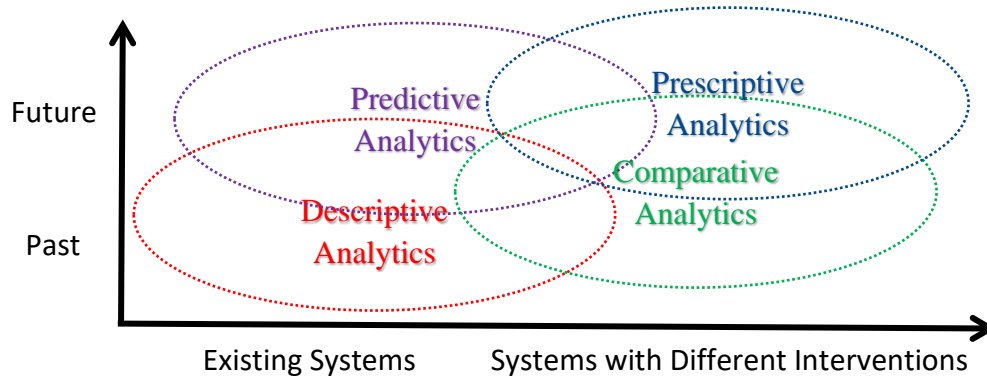 Future
Past
Predictive
Analytics
Prescriptive
Analytics
Descriptive
Analytics
Comparative
Analytics
Existing Systems
Systems with Different Interventions